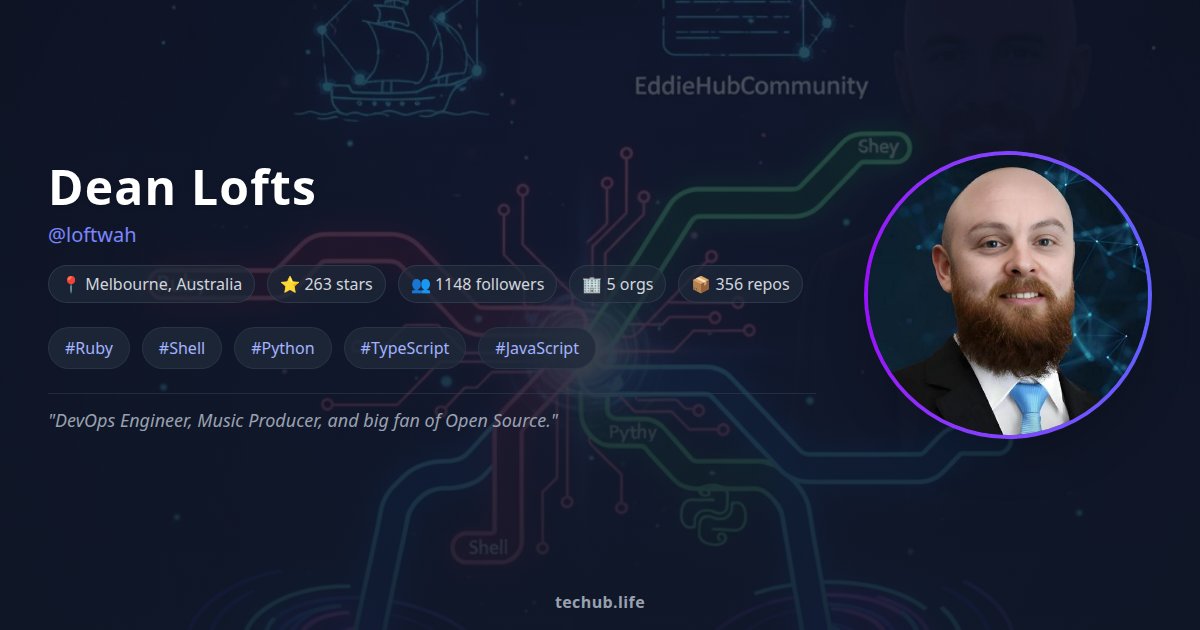 EddieHubCommunity
Shey
Dean Lofts
@loftwah
📍 Melbourne, Australia ⭐ 263 stars 👥 1148 followers 🏢 5 orgs 📦 356 repos
#Ruby #Shell #Python #TypeScript #JavaScript
"DevOps Engineer, Music Producer, and big fan of Open Source."
Pythy
Shell
techub.life